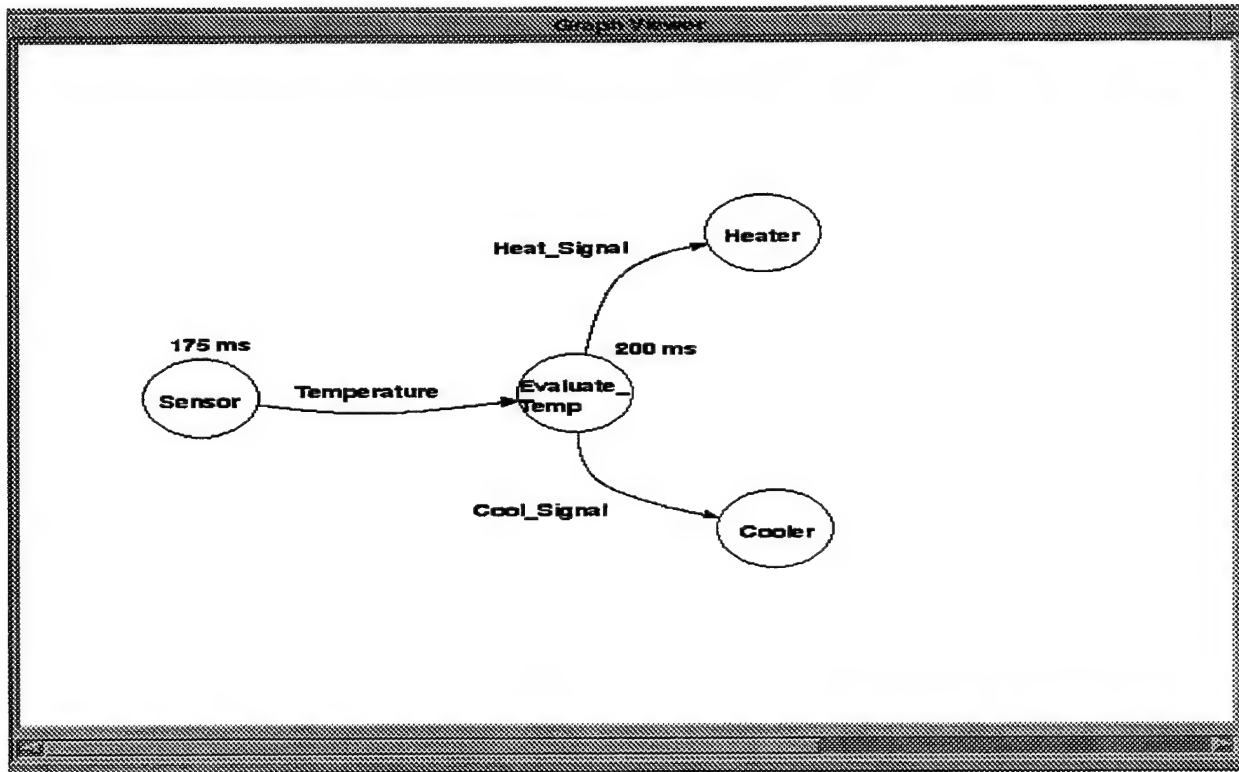 Graph Viewer
Heater
Heat_Signal
175 ms
200 ms
Sensor
Temperature
Evaluate_
Temp
Cool_Signal
Cooler